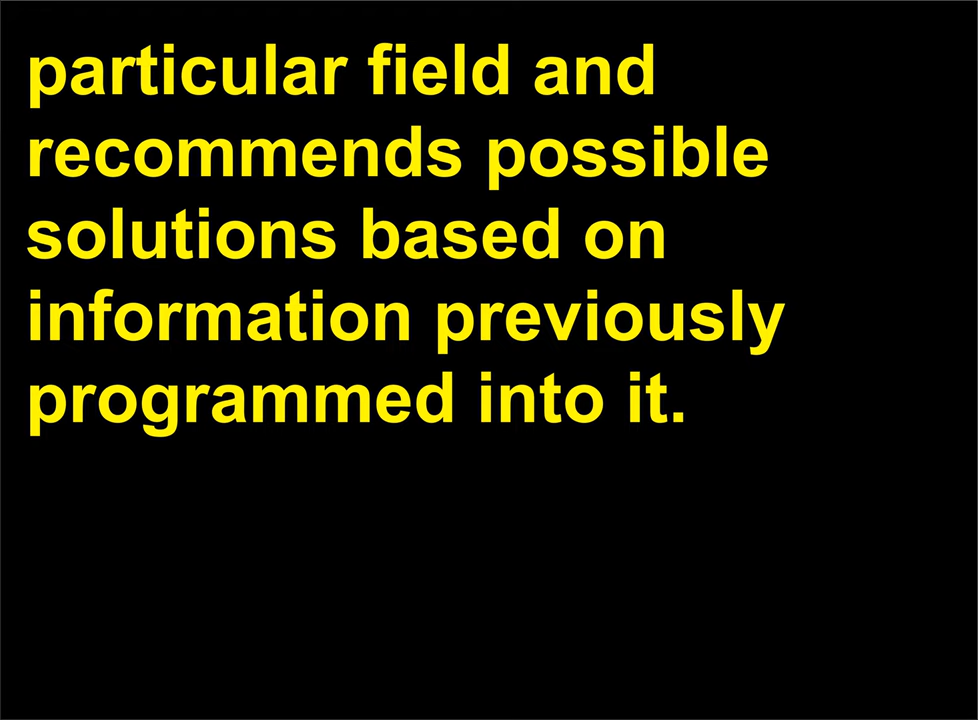 particular field and
recommends possible
solutions based on
information previously
programmed into it.